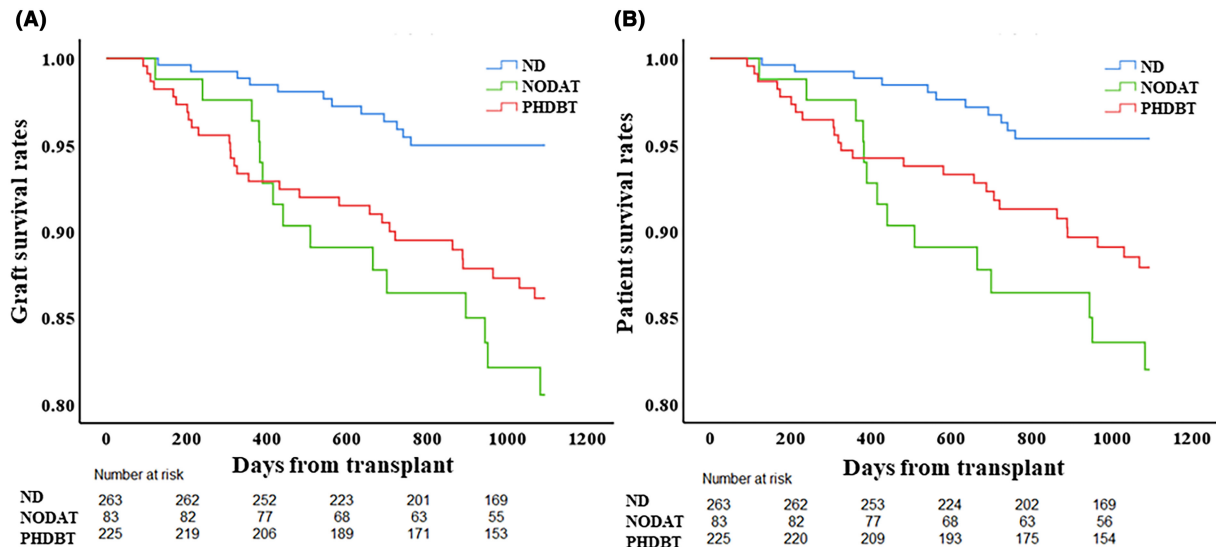 (A)
Graft survival rates
1.00
0.95
0.90
0.85
0.80
ND
NODAT
PHDBT
0 200 400 600 800 1000 1200
Days from transplant
Number at risk
ND 263 262 252 223 201 169
NODAT 83 82 77 68 63 55
PHDBT 225 219 206 189 171 153
(B)
Patient survival rates
1.00
0.95
0.90
0.85
0.80
ND
NODAT
PHDBT
0 200 400 600 800 1000 1200
Days from transplant
Number at risk
ND 263 262 253 224 202 169
NODAT 83 82 77 68 63 56
PHDBT 225 220 209 193 175 154